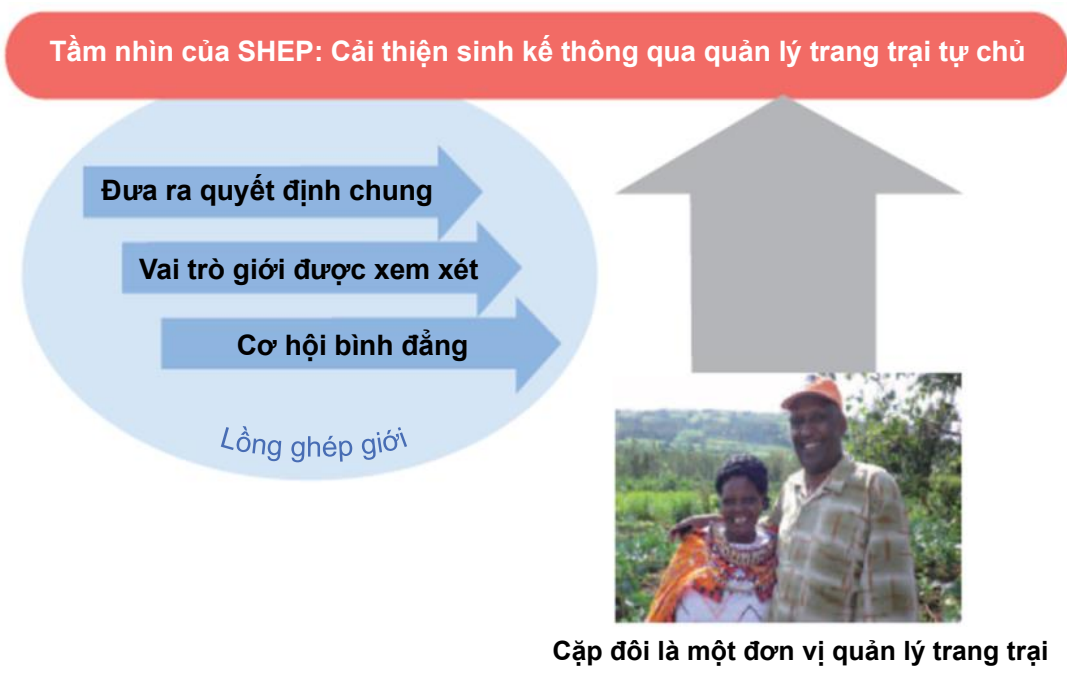 Tầm nhìn của SHEP: Cải thiện sinh kế thông qua quản lý trang trại tự chủ
Đưa ra quyết định chung
Vai trò giới được xem xét
Cơ hội bình đẳng
Lồng ghép giới
Cặp đôi là một đơn vị quản lý trang trại